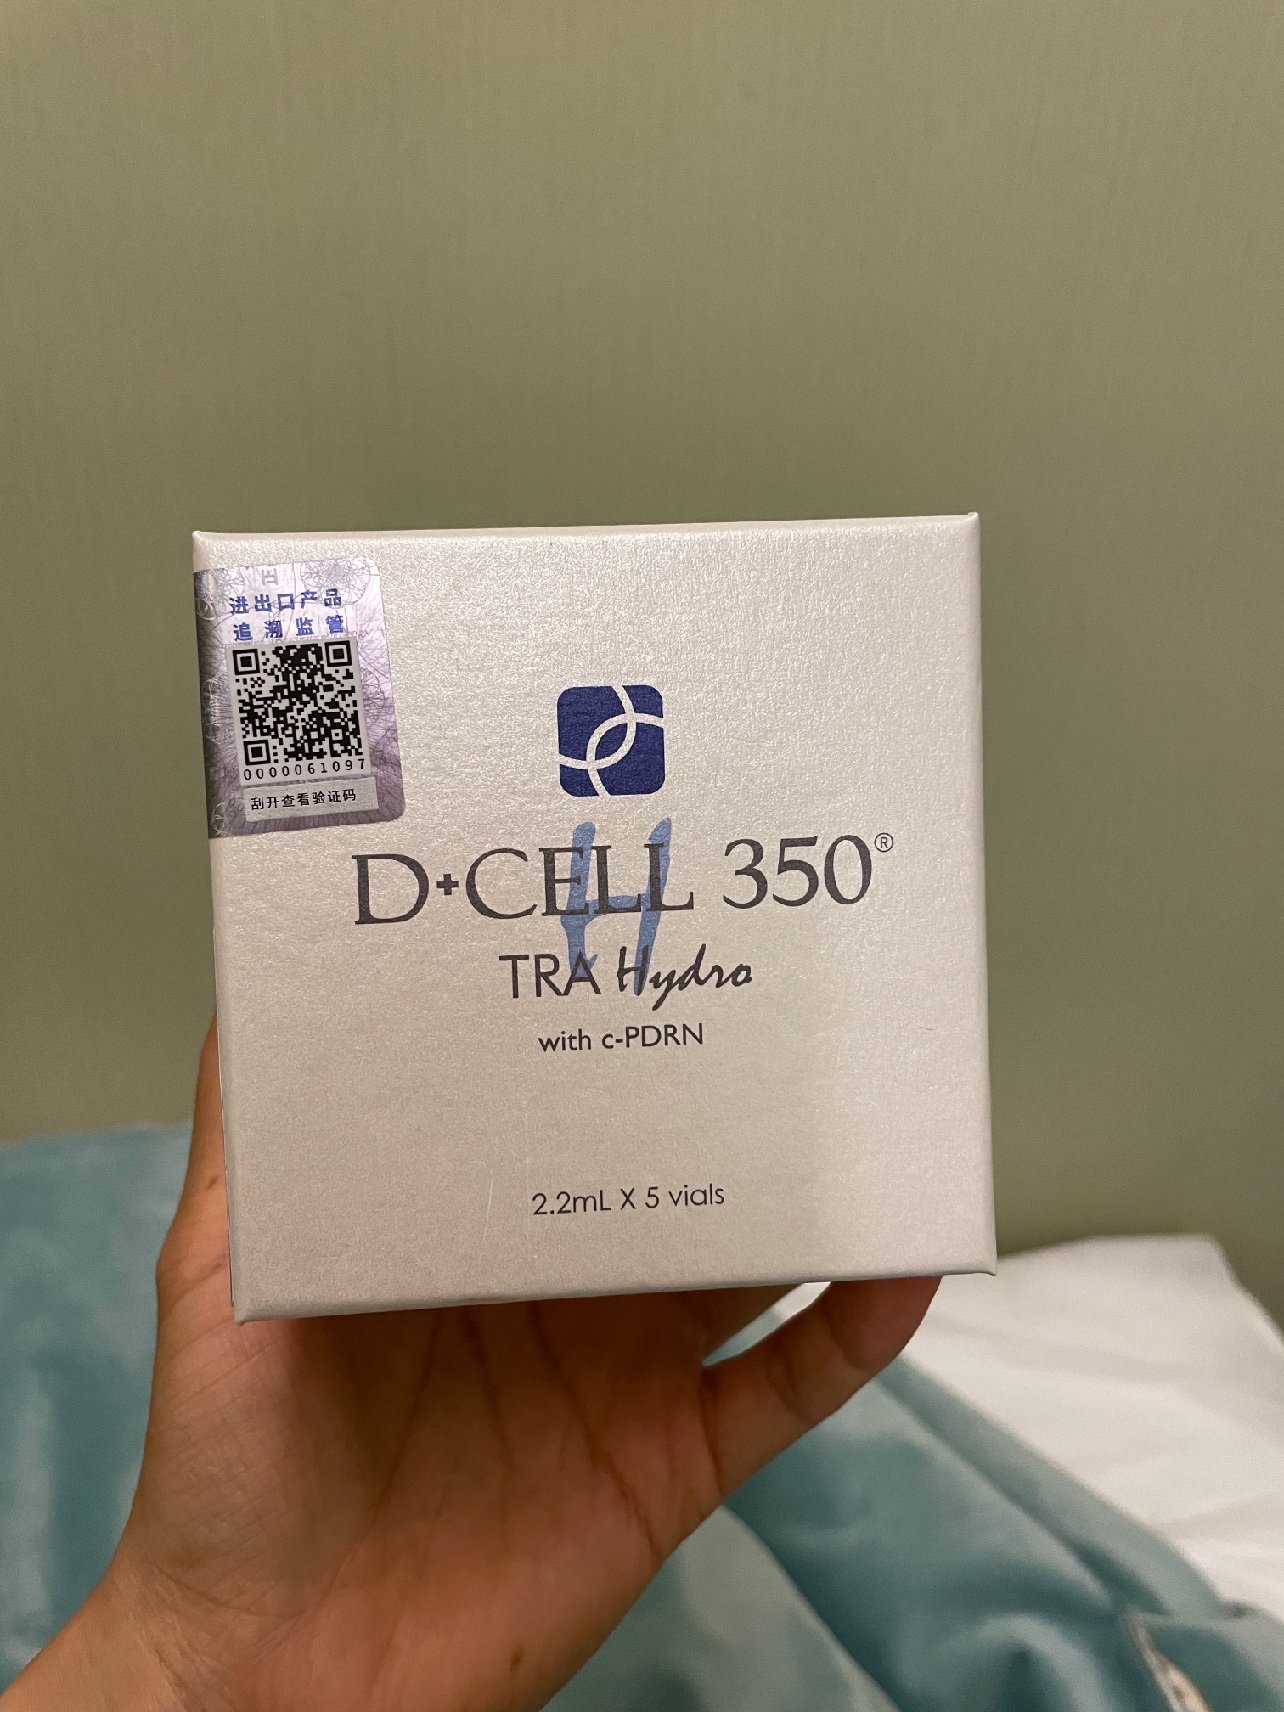 进出口产品
追溯监管
0000061097
刮开查看验证码
H
D+CELL 350®
TRA Hydro
with c-PDRN
2.2mL X 5 vials